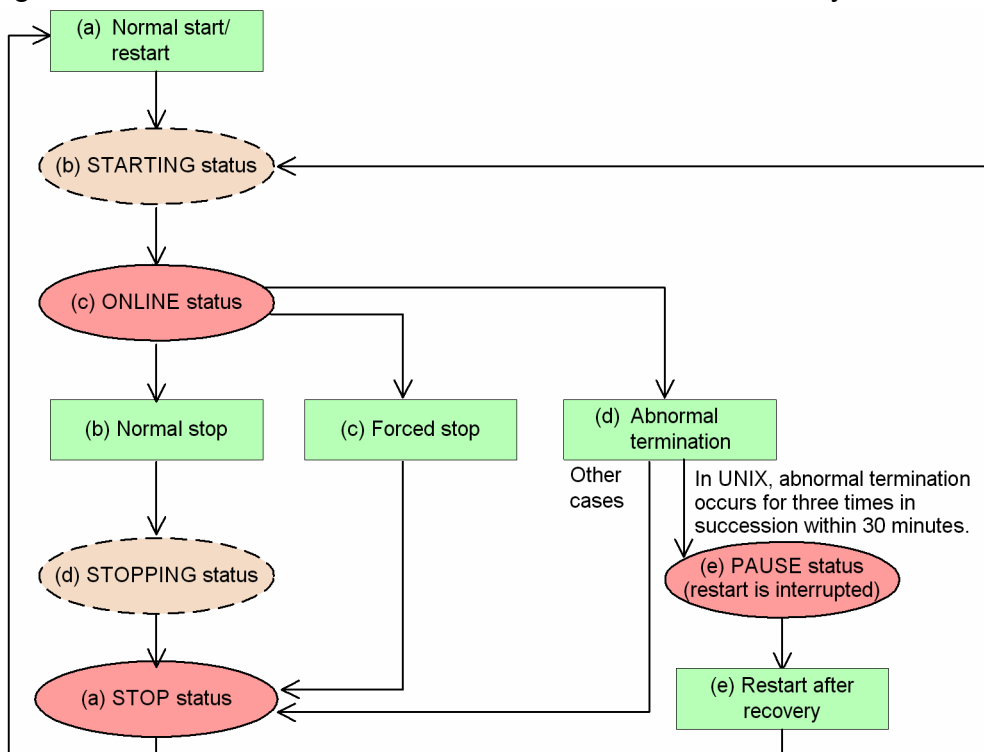 (a) Normal start/
restart
(b) STARTING status
(c) ONLINE status
(b) Normal stop
(c) Forced stop
(d) Abnormal
termination
Other
cases
In UNIX, abnormal termination
occurs for three times in
succession within 30 minutes.
(d) STOPPING status
(e) PAUSE status
(restart is interrupted)
(a) STOP status
(e) Restart after
recovery